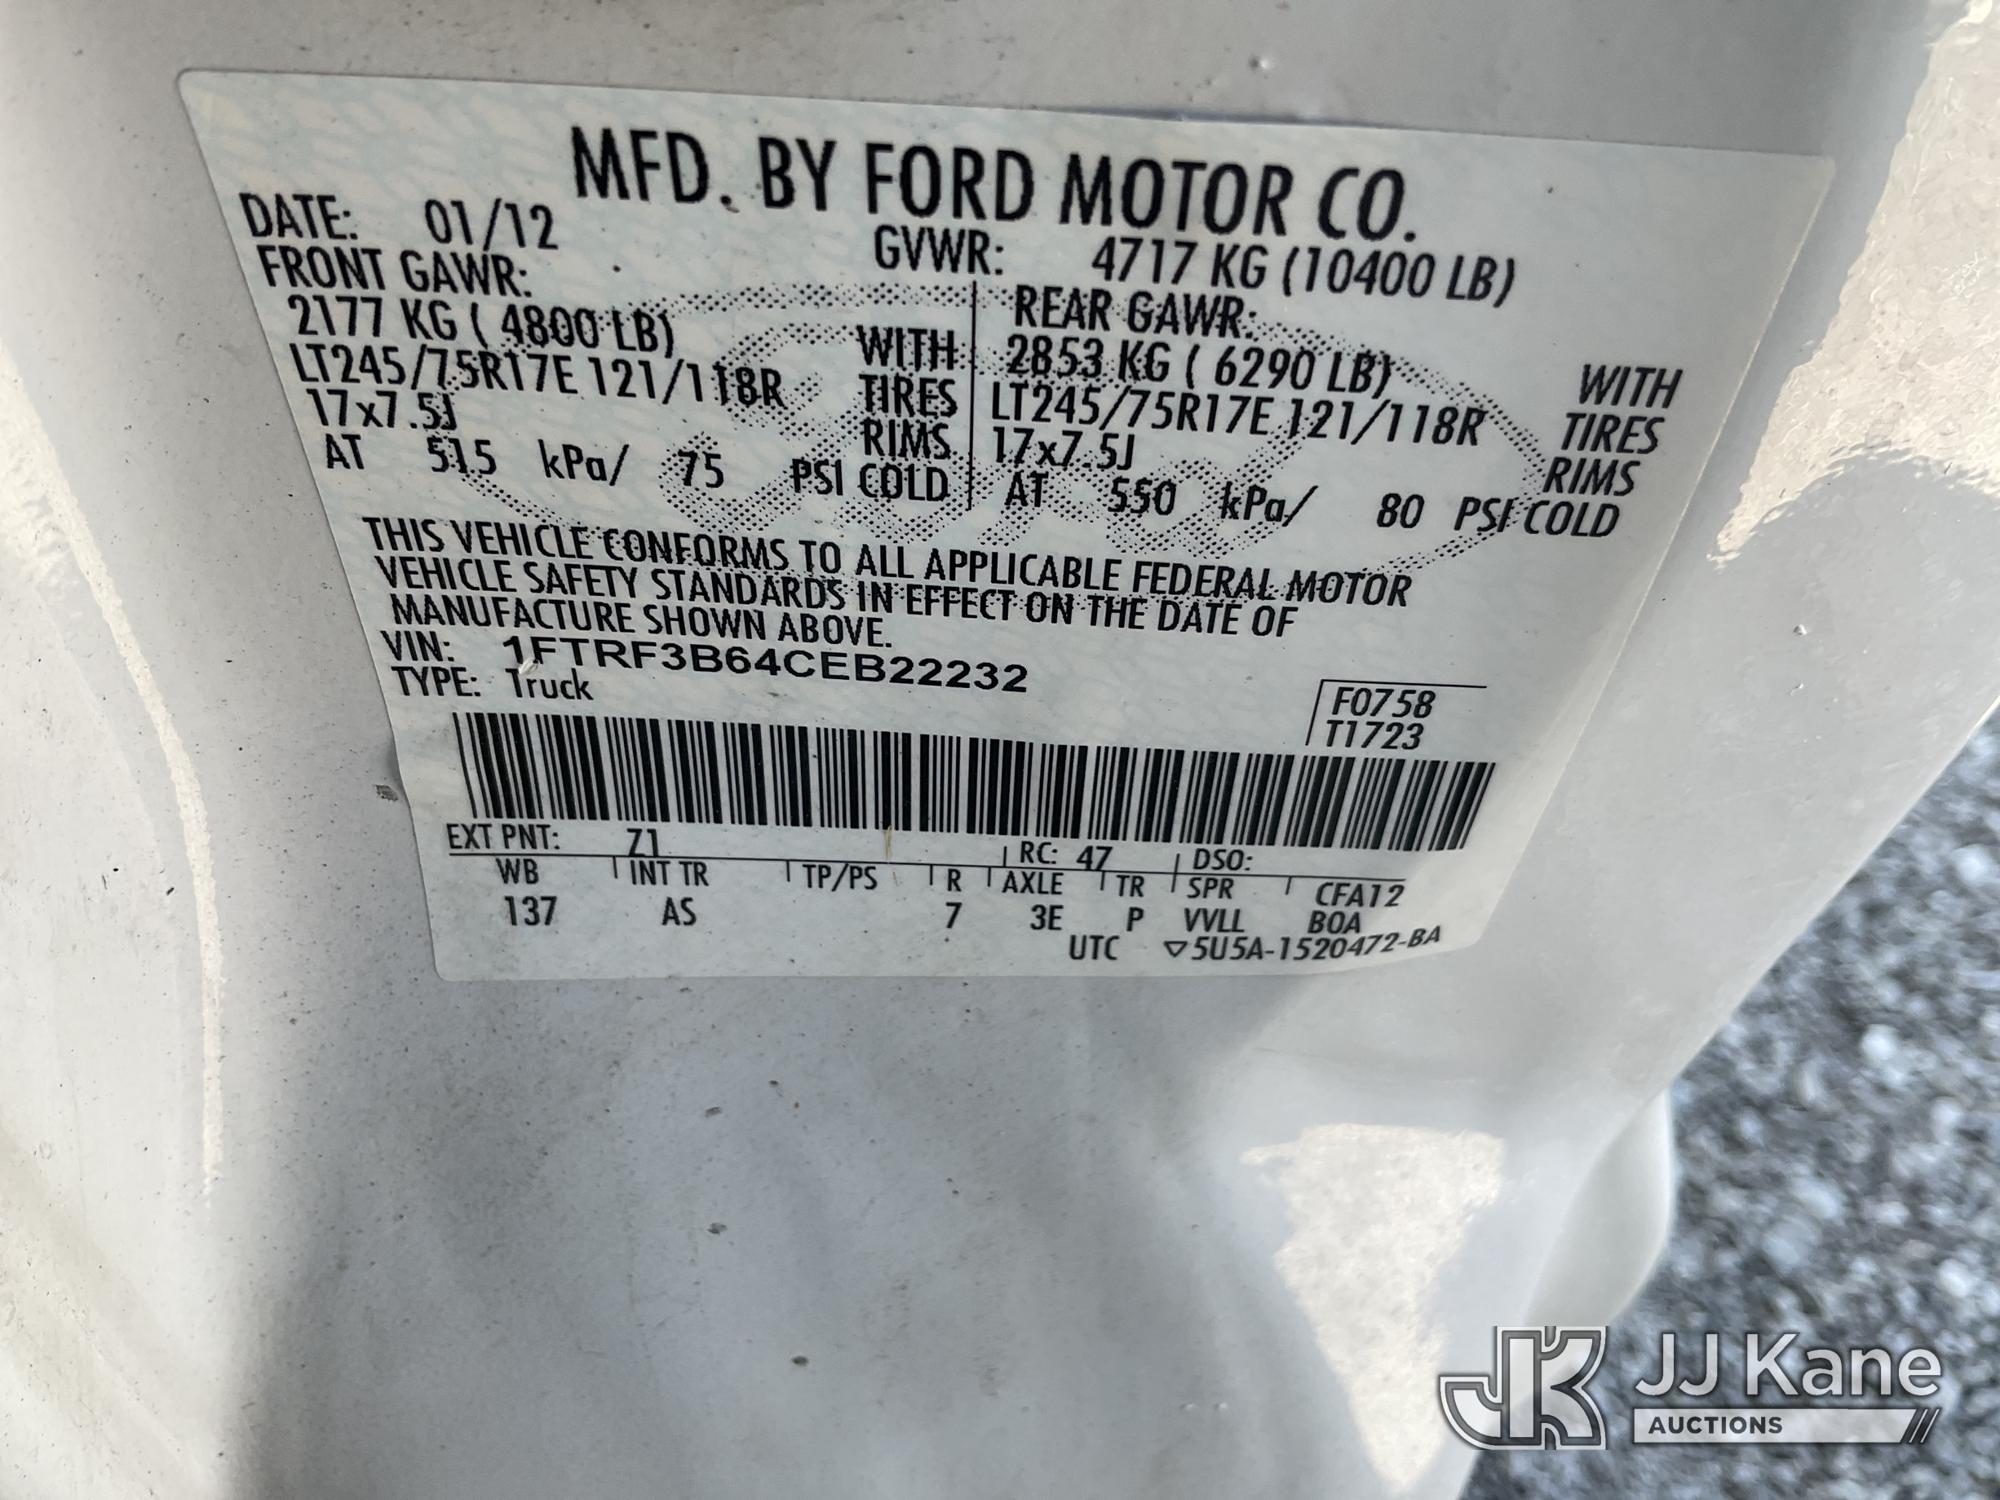 MFD. BY FORD MOTOR CO.
DATE: 01/12 GVWR: 4717 KG (10400 LB)
FRONT GAWR: REAR GAWR:
2177 KG ( 4800 LB) WITH 2853 KG ( 6290 LB) WITH
LT245/75R17E 121/118R TIRES LT245/75R17E 121/118R TIRES
17x7.5J RIMS 17x7.5J RIMS
AT 515 kPa/ 75 PSI COLD AT 550 kPa/ 80 PSI COLD
THIS VEHICLE CONFORMS TO ALL APPLICABLE FEDERAL MOTOR
VEHICLE SAFETY STANDARDS IN EFFECT ON THE DATE OF
MANUFACTURE SHOWN ABOVE.
VIN: 1FTRF3B64CEB22232
TYPE: Truck F0758
T1723
EXT PNT: Z1 RC: 47 DSO:
WB INT TR TP/PS R AXLE TR SPR CFA12
137 AS 7 3E P VVLL BOA
UTC ▽5U5A-1520472-BA
JK JJ Kane
AUCTIONS